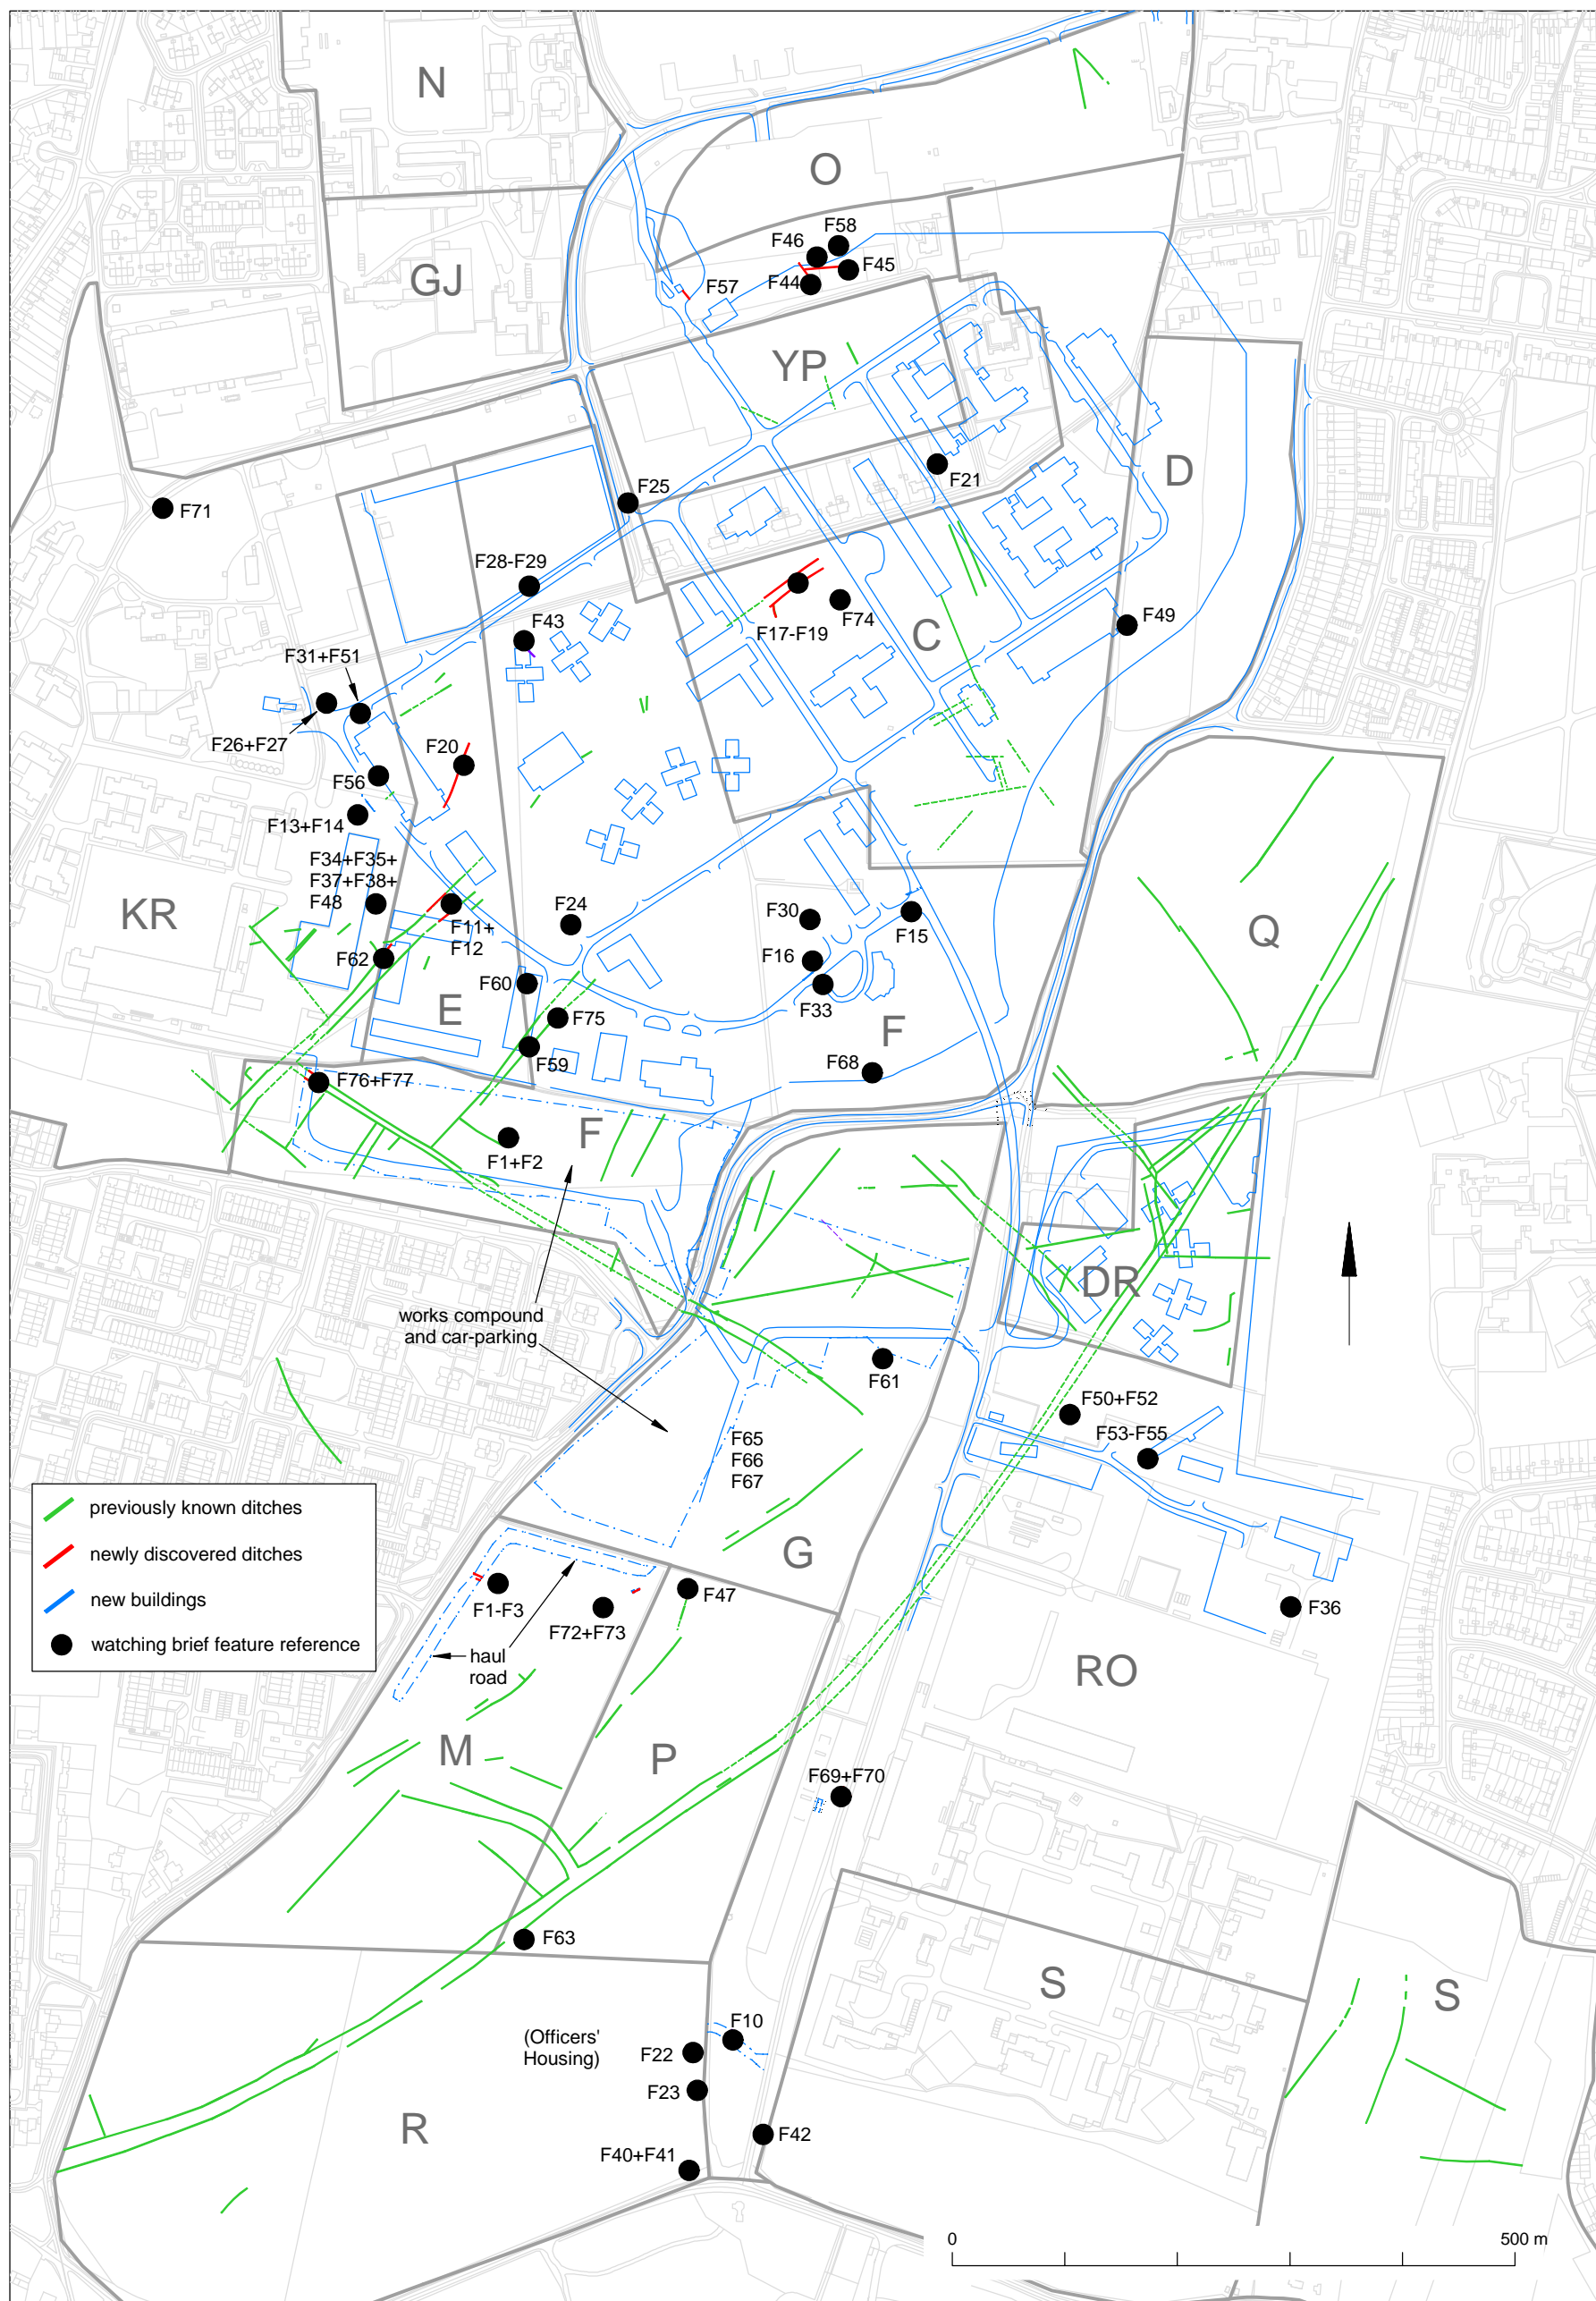 N
O
F58
F46
F45
F44
GJ
F57
YP
D
F21
F25
F71
F28-F29
F43
F74
F17-F19
F49
C
F31+F51
F26+F27
F20
F56
F13+F14
F34+F35+
F37+F38+
F48
KR
F11+
F12
F24
F30
F15
Q
F62
F16
F60
F33
E
F75
F
F59
F68
F76+F77
F
F1+F2
DR
works compound
and car-parking
F61
F50+F52
F53-F55
F65
F66
F67
previously known ditches
newly discovered ditches
new buildings
watching brief feature reference
G
F1-F3
F72+F73
F47
F36
haul
road
RO
M
P
F69+F70
F63
S
S
(Officers'
Housing)
F10
F22
F23
R
F42
F40+F41
0
500 m